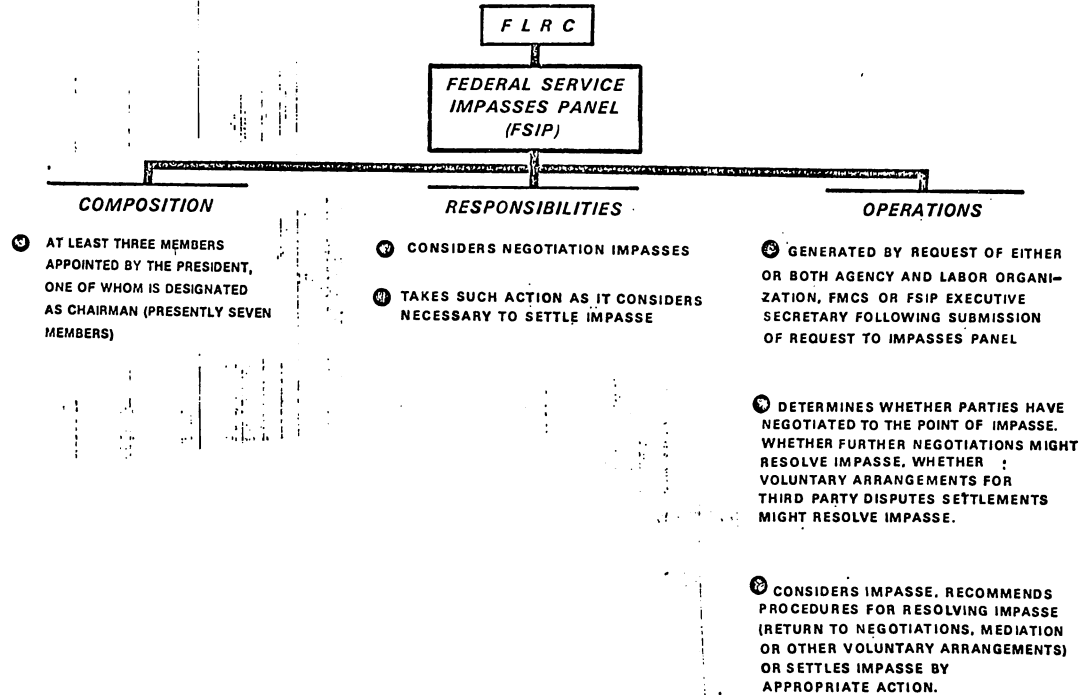 F L R C
FEDERAL SERVICE
IMPASSES PANEL
(FSIP)
COMPOSITION
AT LEAST THREE MEMBERS
APPOINTED BY THE PRESIDENT,
ONE OF WHOM IS DESIGNATED
AS CHAIRMAN (PRESENTLY SEVEN
MEMBERS)
RESPONSIBILITIES
CONSIDERS NEGOTIATION IMPASSES
TAKES SUCH ACTION AS IT CONSIDERS
NECESSARY TO SETTLE IMPASSE
OPERATIONS
GENERATED BY REQUEST OF EITHER
OR BOTH AGENCY AND LABOR ORGANI-
ZATION, FMCS OR FSIP EXECUTIVE
SECRETARY FOLLOWING SUBMISSION
OF REQUEST TO IMPASSES PANEL
DETERMINES WHETHER PARTIES HAVE
NEGOTIATED TO THE POINT OF IMPASSE.
WHETHER FURTHER NEGOTIATIONS MIGHT
RESOLVE IMPASSE. WHETHER
VOLUNTARY ARRANGEMENTS FOR
THIRD PARTY DISPUTES SETTLEMENTS
MIGHT RESOLVE IMPASSE.
CONSIDERS IMPASSE, RECOMMENDS
PROCEDURES FOR RESOLVING IMPASSE
(RETURN TO NEGOTIATIONS, MEDIATION
OR OTHER VOLUNTARY ARRANGEMENTS)
OR SETTLES IMPASSE BY
APPROPRIATE ACTION.